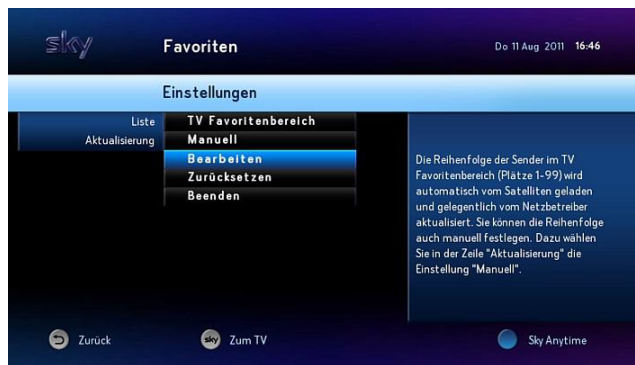 sky
Favoriten
Do 11 Aug 2011 16:46
Einstellungen
Liste
TV Favoritenbereich
Aktualisierung
Manuell
Bearbeiten
Zurücksetzen
Beenden
Die Reihenfolge der Sender im TV
Favoritenbereich (Plätze 1-99) wird
automatisch vom Satelliten geladen
und gelegentlich vom Netzbetreiber
aktualisiert. Sie können die Reihenfolge
auch manuell festlegen. Dazu wählen
Sie in der Zeile "Aktualisierung" die
Einstellung "Manuell".
Zurück
sky Zum TV
Sky Anytime